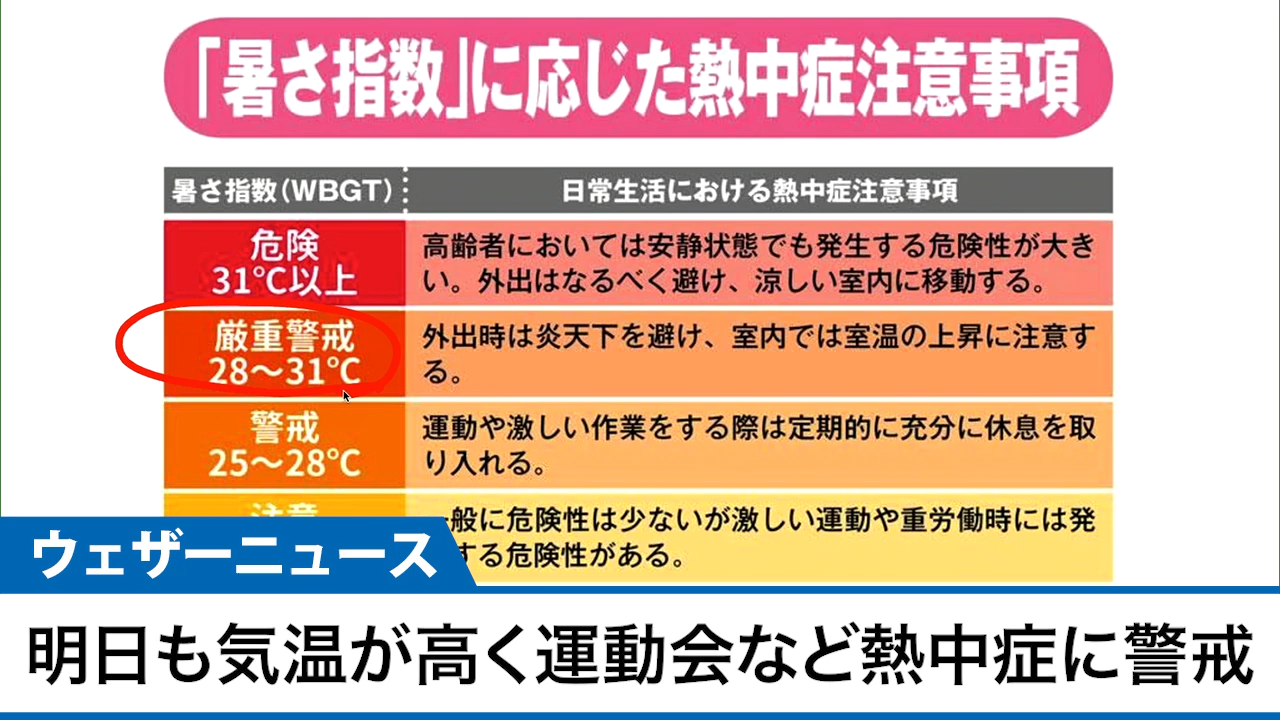 「暑さ指数」に応じた熱中症注意事項
暑さ指数(WBGT)
日常生活における熱中症注意事項
危険
31℃以上
高齢者においては安静状態でも発生する危険性が大き
い。外出はなるべく避け、涼しい室内に移動する。
厳重警戒
28〜31℃
外出時は炎天下を避け、室内では室温の上昇に注意す
る。
警戒
25〜28℃
運動や激しい作業をする際は定期的に充分に休息を取
り入れる。
注意
一般に危険性は少ないが激しい運動や重労働時には発
する危険性がある。
ウェザーニュース
明日も気温が高く運動会など熱中症に警戒